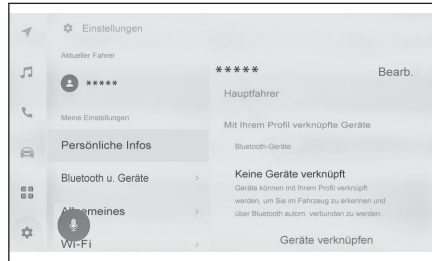 Einstellungen
Aktueller Fahrer
*****
Meine Einstellungen
Persönliche Infos
Bluetooth u. Geräte
Allgemeines
Wi-Fi
*****
Bearb.
Hauptfahrer
Mit Ihrem Profil verknüpfte Geräte
Bluetooth-Geräte
Keine Geräte verknüpft
Geräte können mit Ihrem Profil verknüpft
werden, um Sie im Fahrzeug zu erkennen und
über Bluetooth autom. verbunden zu werden.
Geräte verknüpfen